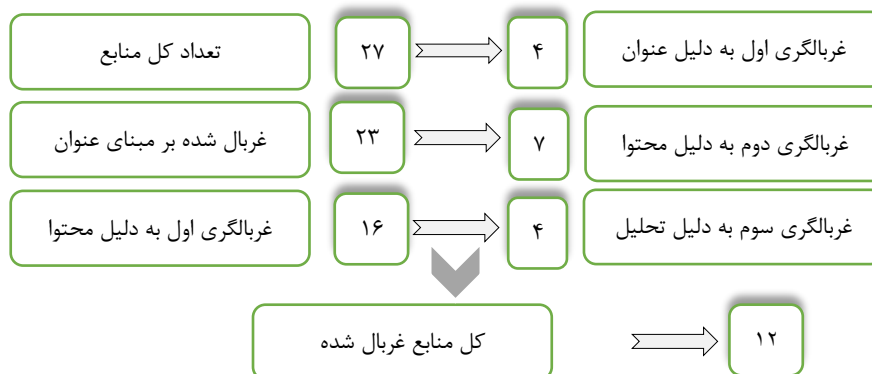 تعداد کل منابع
۲۷
۴
غربالگری اول به دلیل عنوان
غربال شده بر مبنای عنوان
۲۳
۷
غربالگری دوم به دلیل محتوا
غربالگری اول به دلیل محتوا
۱۶
۴
غربالگری سوم به دلیل تحلیل
کل منابع غربال شده
۱۲